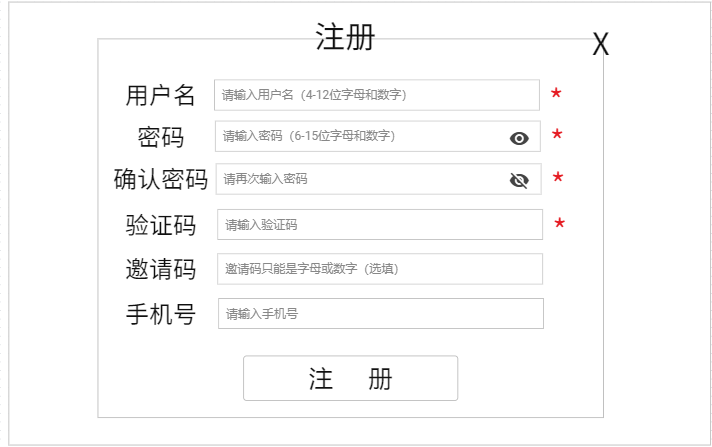 注册
X
用户名 请输入用户名（4-12位字母和数字） *
密码 请输入密码（6-15位字母和数字） *
确认密码 请再次输入密码 *
验证码 请输入验证码 *
邀请码 邀请码只能是字母或数字（选填）
手机号 请输入手机号
注 册